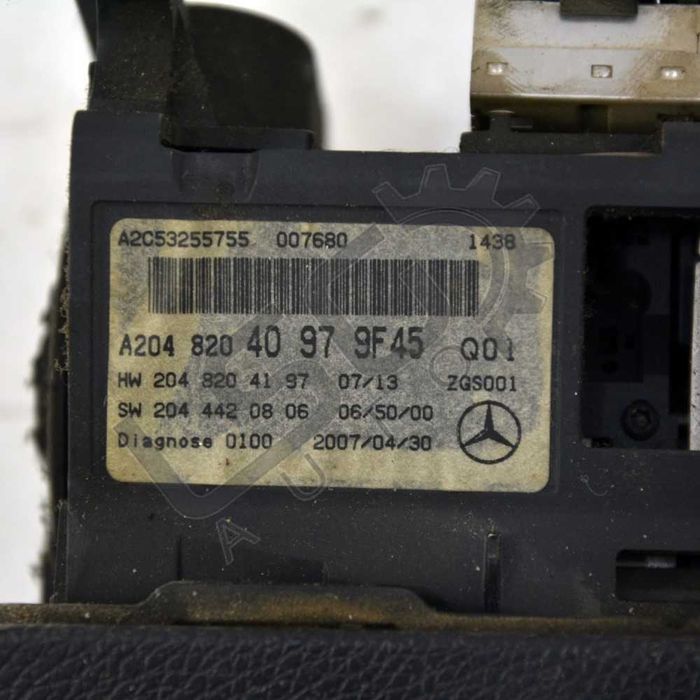 A2C53255755 007680 1438
A204 820 40 97 9F45 Q01
HW 204 820 41 97 07/13 ZGS001
SW 204 442 08 06 06/50/00
Diagnose 0100 2007/04/30
AUTO